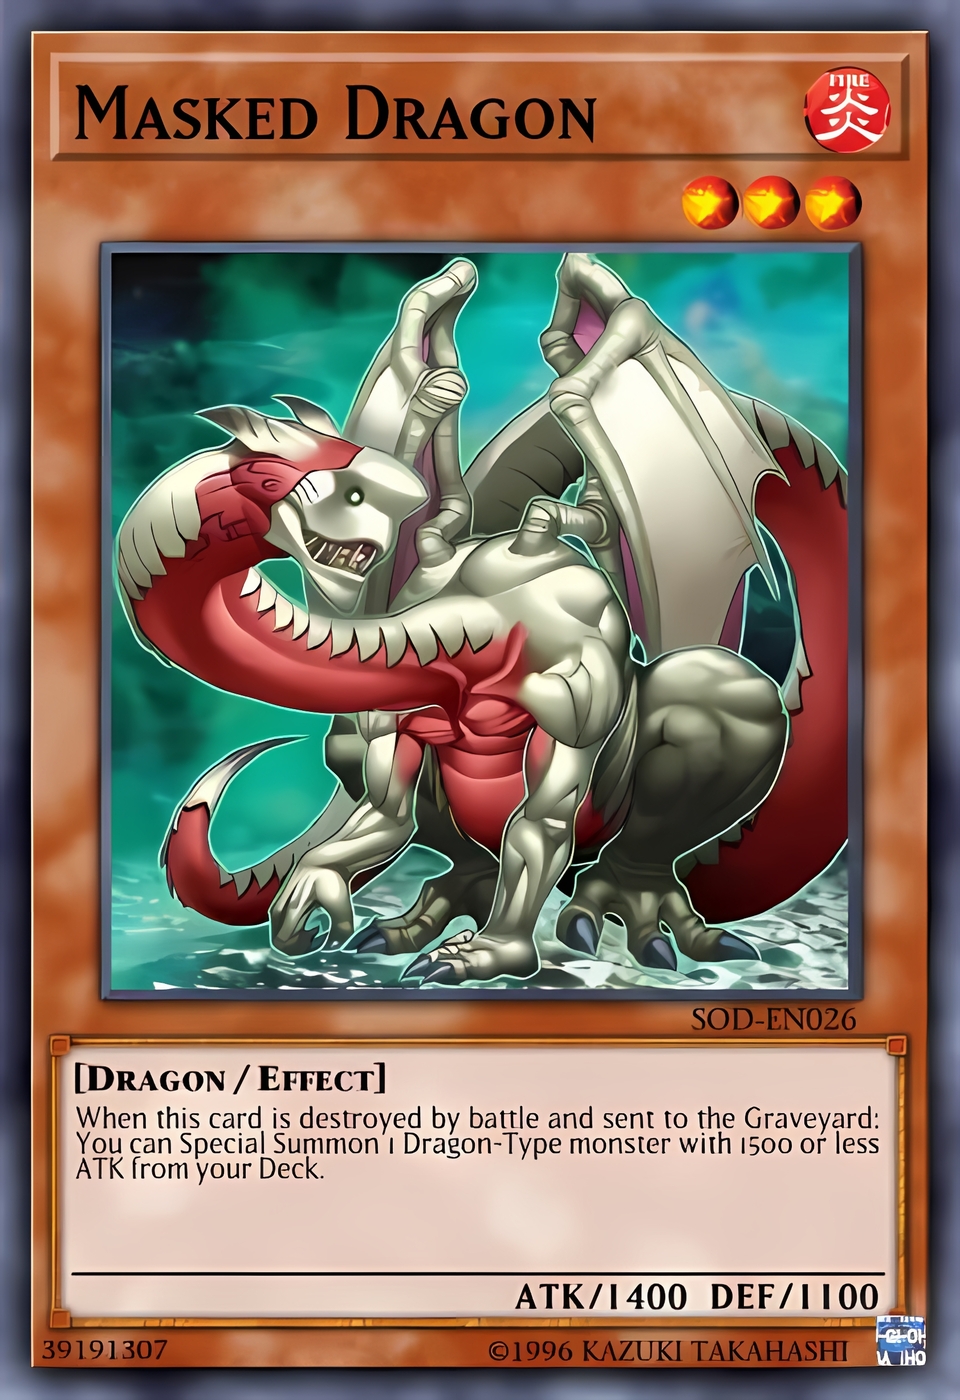 Masked Dragon
炎
[Dragon / Effect]
SOD-EN026
When this card is destroyed by battle and sent to the Graveyard:
You can Special Summon 1 Dragon-Type monster with 1500 or less
ATK from your Deck.
ATK/1400 DEF/1100
39191307
©1996 KAZUKI TAKAHASHI